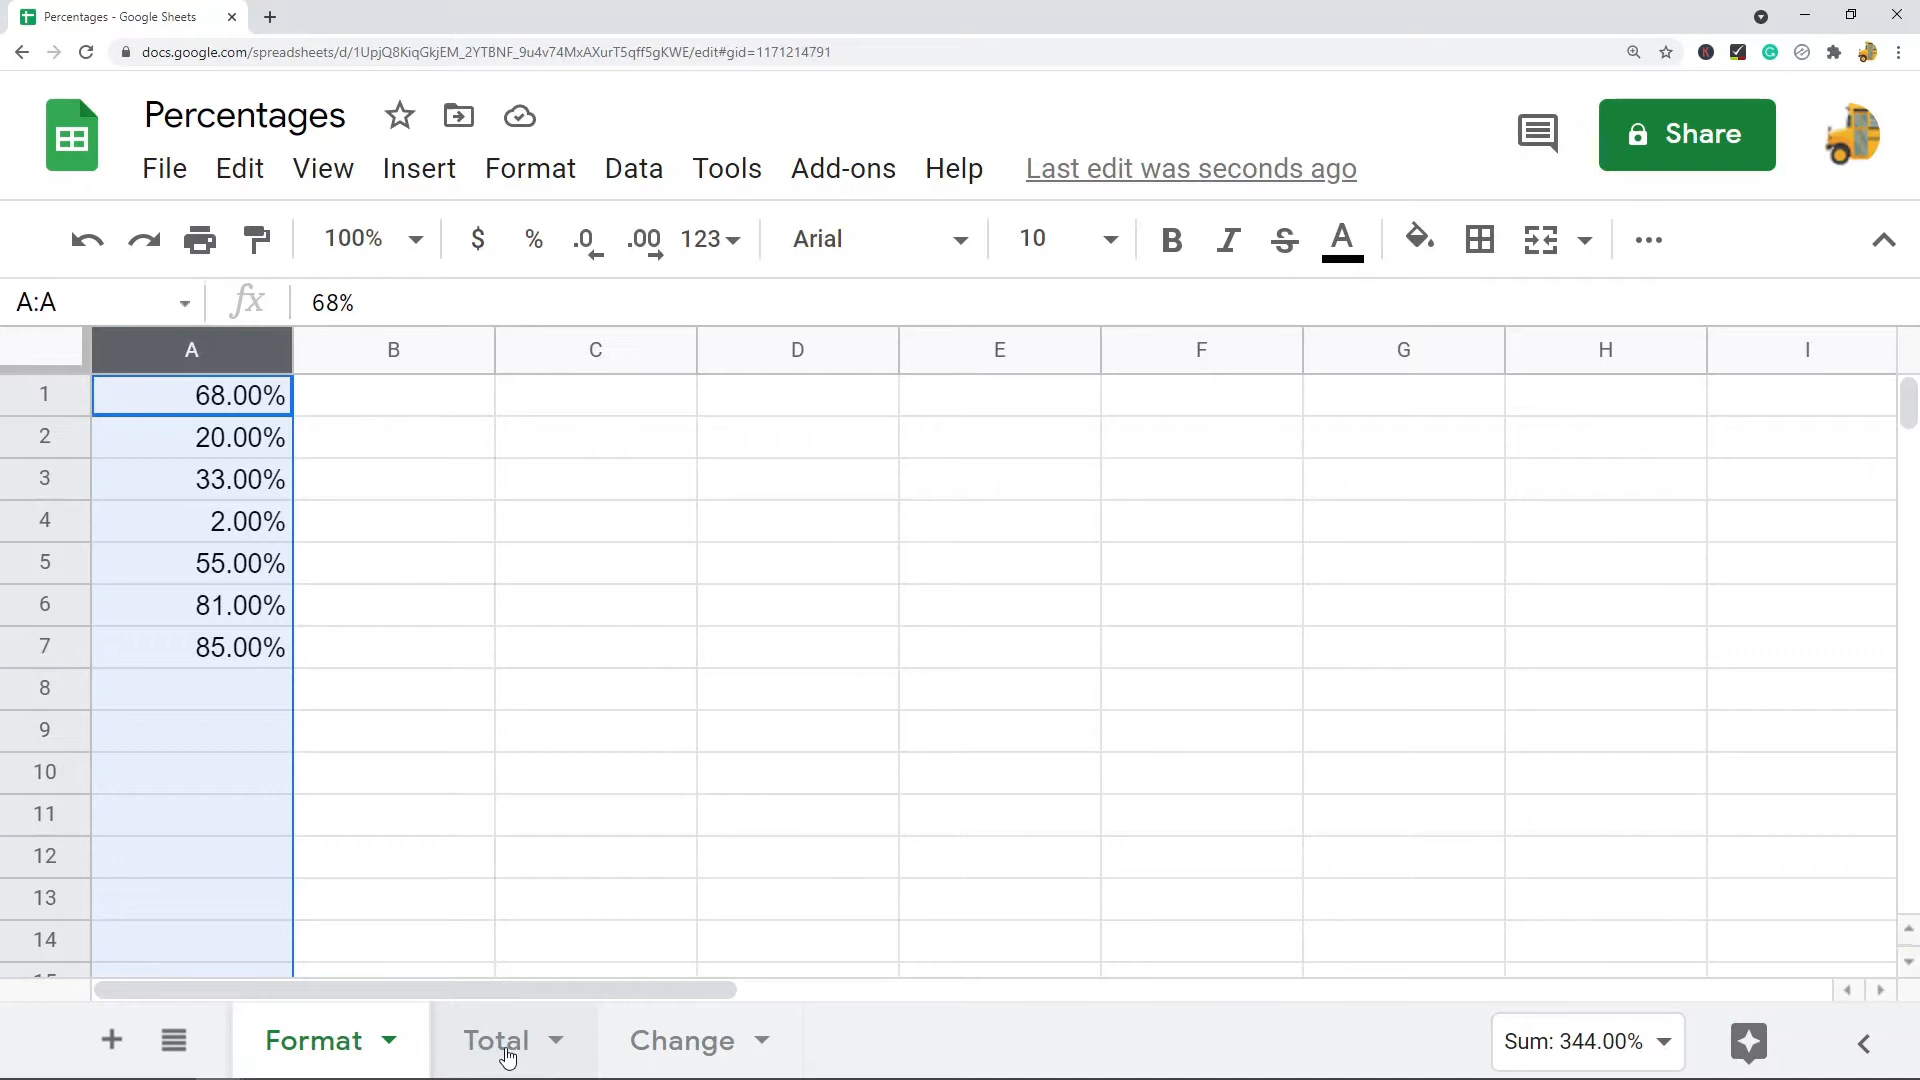 Percentages - Google Sheets
docs.google.com/spreadsheets/d/1UpjQ8KiqGkjEM_2YTBNF_9u4v74MxAXurT5qff5gKWE/edit#gid=1171214791
Percentages
Share
File Edit View Insert Format Data Tools Add-ons Help Last edit was seconds ago
100% $ % .0 .00 123 Arial 10 B I S A
A:A fx 68%
A B C D E F G H I
1 68.00%
2 20.00%
3 33.00%
4 2.00%
5 55.00%
6 81.00%
7 85.00%
8
9
10
11
12
13
14
Format Total Change Sum: 344.00%